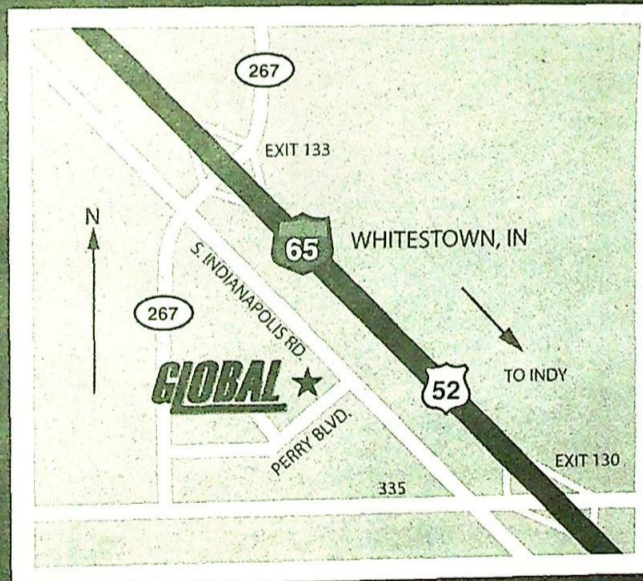 267
EXIT 133
N
65
WHITESTOWN, IN
S. INDIANAPOLIS RD.
267
GLOBAL
52
TO INDY
PERRY BLVD.
EXIT 130
335